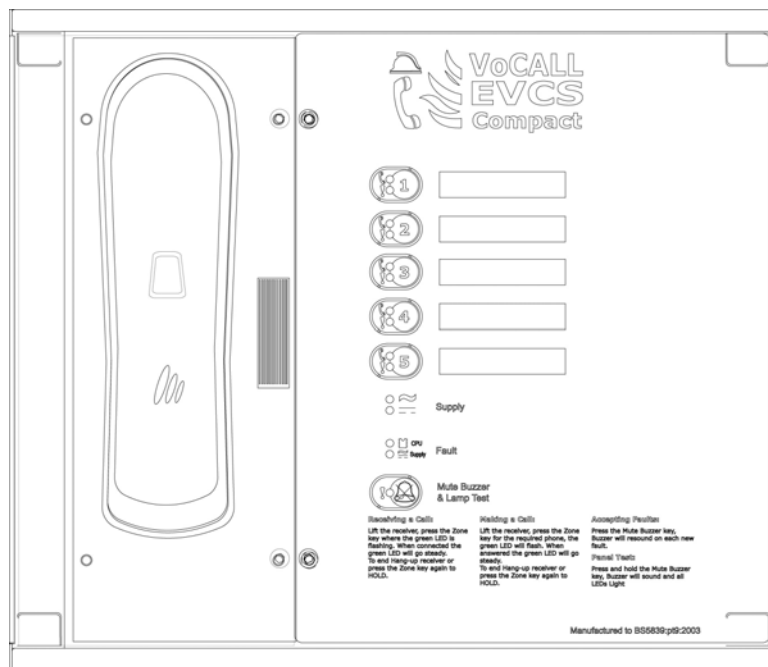 VoCALL
EVCS
Compact
1
2
3
4
5
Supply
CPU
Supply
Fault
Mute Buzzer
& Lamp Test
Receiving a Call:
Lift the receiver, press the Zone
key where the green LED is
flashing. When connected the
green LED will go steady.
To end Hang-up receiver or
press the Zone key again to
HOLD.
Making a Call:
Lift the receiver, press the Zone
key for the required phone, the
green LED will flash. When
answered the green LED will go
steady.
To end Hang-up receiver or
press the Zone key again to
HOLD.
Accepting Faults:
Press the Mute Buzzer key,
Buzzer will resound on each new
fault.
Panel Test:
Press and hold the Mute Buzzer
key, Buzzer will sound and all
LEDs Light
Manufactured to BS5839:pt9:2003